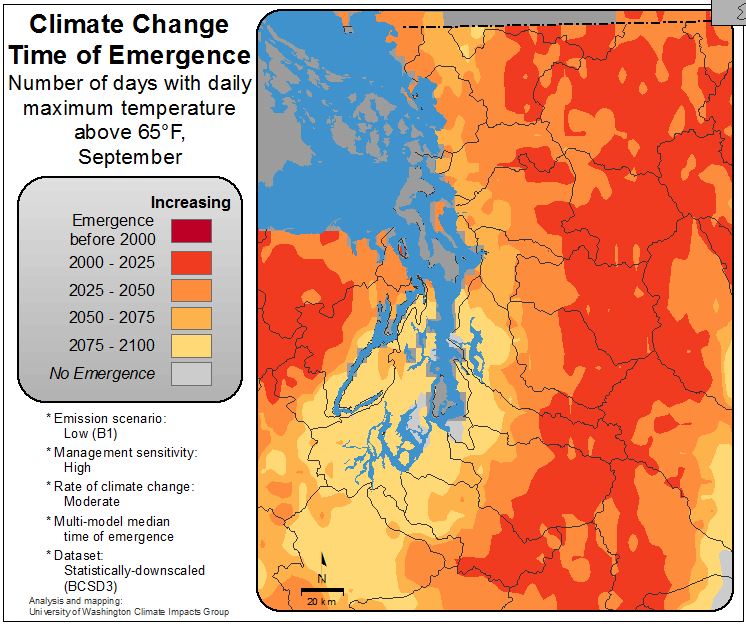 Climate Change
Time of Emergence
Number of days with daily
maximum temperature
above 65°F,
September
Increasing
Emergence
before 2000
2000 - 2025
2025 - 2050
2050 - 2075
2075 - 2100
No Emergence
* Emission scenario:
Low (B1)
* Management sensitivity:
High
* Rate of climate change:
Moderate
* Multi-model median
time of emergence
* Dataset:
Statistically-downscaled
(BCSD3)
Analysis and mapping:
University of Washington Climate Impacts Group
N
20 km